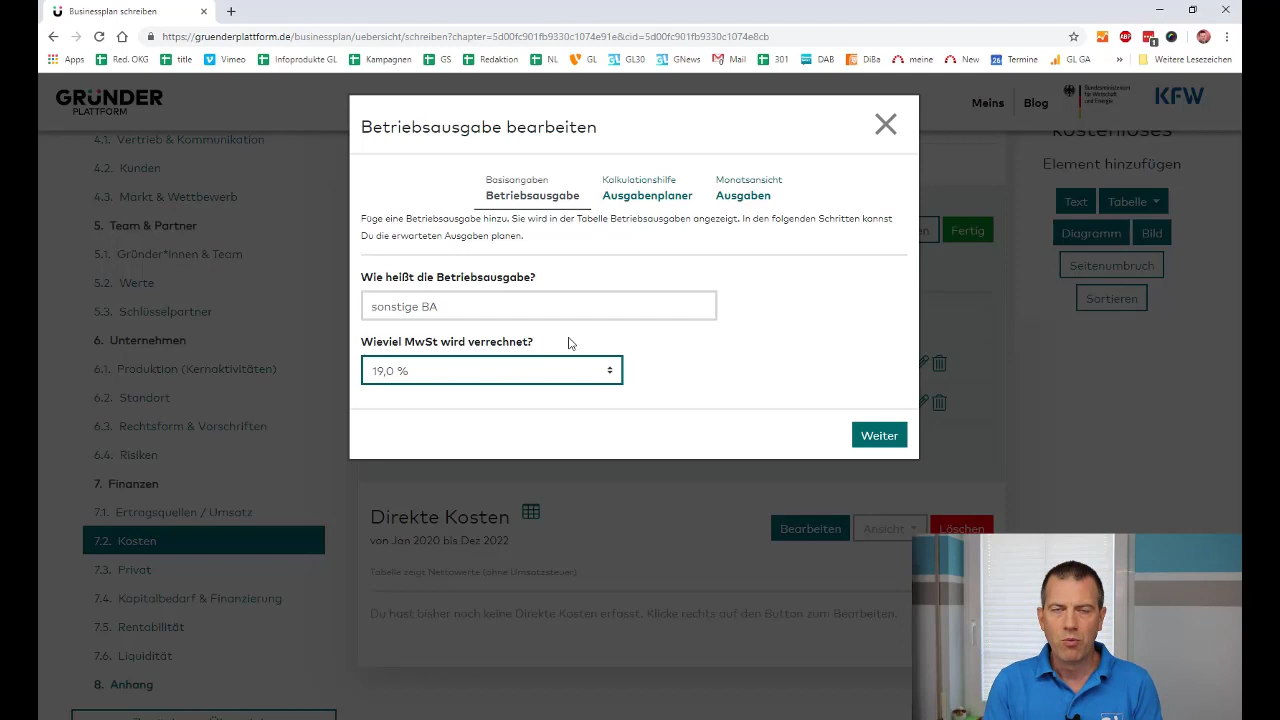 Businessplan schreiben
https://gruenderplattform.de/businessplan/uebersicht/schreiben?chapter=5d00fc901fb9330c1074e91e&cid=5d00fc901fb9330c1074e8cb
Apps Red. OKG title Vimeo Infoprodukte GL Kampagnen GS Redaktion NL GL GL30 GNews Mail 301 DAB DiBa meine New Termine GL GA » Weitere Lesezeichen
GRÜNDER
PLATTFORM
Meins Blog
Bundesministerium
für Wirtschaft
und Energie
KFW
4.1. Vertrieb & Kommunikation
4.2. Kunden
4.3. Markt & Wettbewerb
5. Team & Partner
5.1. Gründer*innen & Team
5.2. Werte
5.3. Schlüsselpartner
6. Unternehmen
6.1. Produktion (Kernaktivitäten)
6.2. Standort
6.3. Rechtsform & Vorschriften
6.4. Risiken
7. Finanzen
7.1. Ertragsquellen / Umsatz
7.2. Kosten
7.3. Privat
7.4. Kapitalbedarf & Finanzierung
7.5. Rentabilität
7.6. Liquidität
8. Anhang
Betriebsausgabe bearbeiten
Basisangaben
Betriebsausgabe
Kalkulationshilfe
Ausgabenplaner
Monatsansicht
Ausgaben
Füge eine Betriebsausgabe hinzu. Sie wird in der Tabelle Betriebsausgaben angezeigt. In den folgenden Schritten kannst
Du die erwarteten Ausgaben planen.
Wie heißt die Betriebsausgabe?
sonstige BA
Wieviel MwSt wird verrechnet?
19,0 %
Weiter
Fertig
Direkte Kosten
von Jan 2020 bis Dez 2022
Bearbeiten Ansicht Löschen
Tabelle zeigt Nettowerte (ohne Umsatzsteuer)
Du hast bisher noch keine Direkte Kosten erfasst. Klicke rechts auf den Button zum Bearbeiten.
kostenloses
Element hinzufügen
Text Tabelle
Diagramm Bild
Seitenumbruch
Sortieren